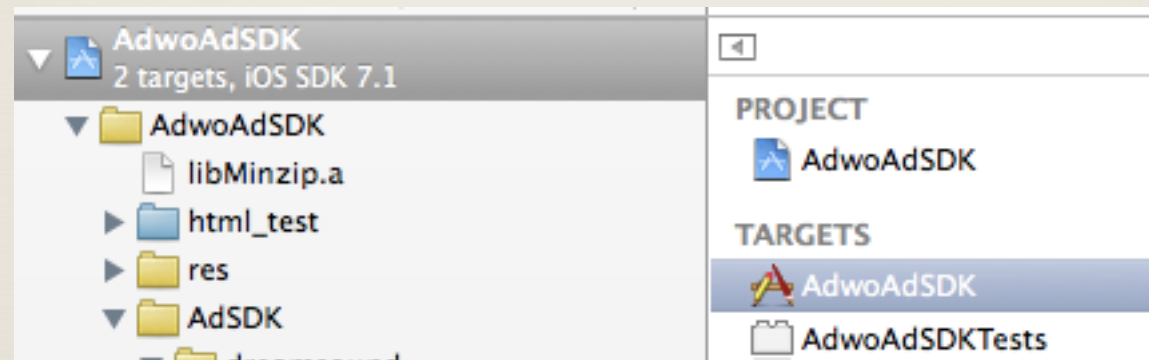 AdwoAdSDK
2 targets, iOS SDK 7.1
AdwoAdSDK
libMinzip.a
html_test
res
AdSDK
PROJECT
AdwoAdSDK
TARGETS
AdwoAdSDK
AdwoAdSDKTests